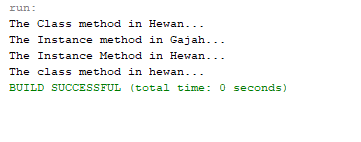 run:
The Class method in Hewan...
The Instance method in Gajah...
The Instance Method in Hewan...
The class method in hewan...
BUILD SUCCESSFUL (total time: 0 seconds)